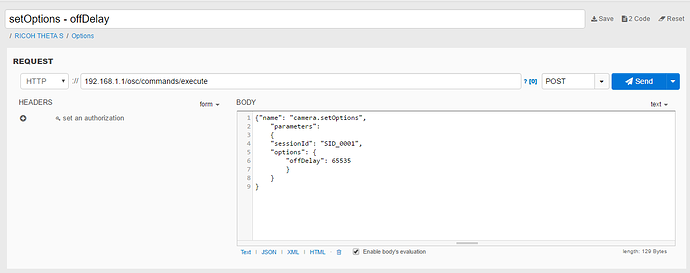 setOptions - offDelay
Save 2 Code Reset
/ RICOH THETA S / Options
REQUEST
HTTP :// 192.168.1.1/osc/commands/execute ? [0] POST Send
HEADERS form BODY text
set an authorization
1 {"name": "camera.setOptions",
2 "parameters":
3 {
4 "sessionId": "SID_0001",
5 "options": {
6 "offDelay": 65535
7 }
8 }
9 }
Text | JSON | XML | HTML Enable body's evaluation length: 129 Bytes